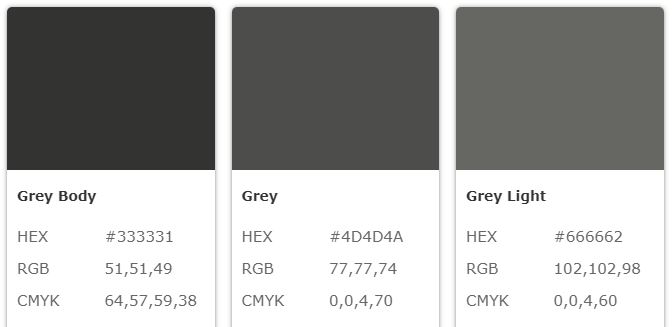 Grey Body
HEX #333331
RGB 51,51,49
CMYK 64,57,59,38
Grey
HEX #4D4D4A
RGB 77,77,74
CMYK 0,0,4,70
Grey Light
HEX #666662
RGB 102,102,98
CMYK 0,0,4,60